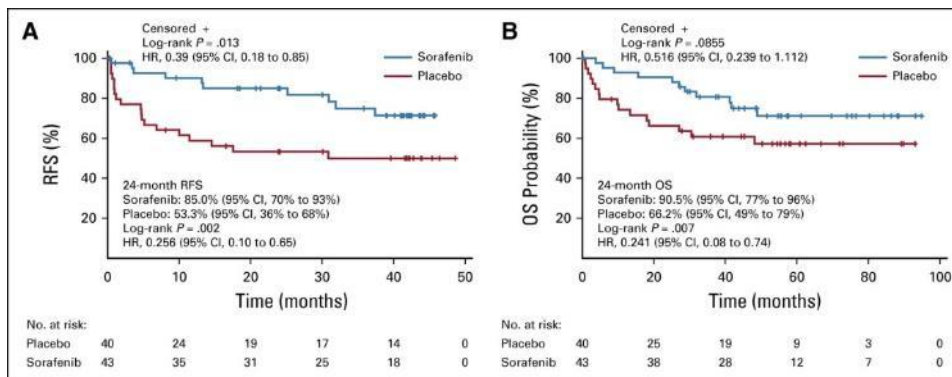 A
Censored +
Log-rank P = .013
HR, 0.39 (95% CI, 0.18 to 0.85)
Sorafenib
Placebo
100
80
60
40
20
RFS (%)
24-month RFS
Sorafenib: 85.0% (95% CI, 70% to 93%)
Placebo: 53.3% (95% CI, 36% to 68%)
Log-rank P = .002
HR, 0.256 (95% CI, 0.10 to 0.65)
0 10 20 30 40 50
Time (months)
No. at risk:
Placebo 40 24 19 17 14 0
Sorafenib 43 35 31 25 18 0
B
Censored +
Log-rank P = .0855
HR, 0.516 (95% CI, 0.239 to 1.112)
Sorafenib
Placebo
100
80
60
40
20
OS Probability (%)
24-month OS
Sorafenib: 90.5% (95% CI, 77% to 96%)
Placebo: 66.2% (95% CI, 49% to 79%)
Log-rank P = .007
HR, 0.241 (95% CI, 0.08 to 0.74)
0 20 40 60 80 100
Time (months)
No. at risk:
Placebo 40 25 19 9 3 0
Sorafenib 43 38 28 12 7 0